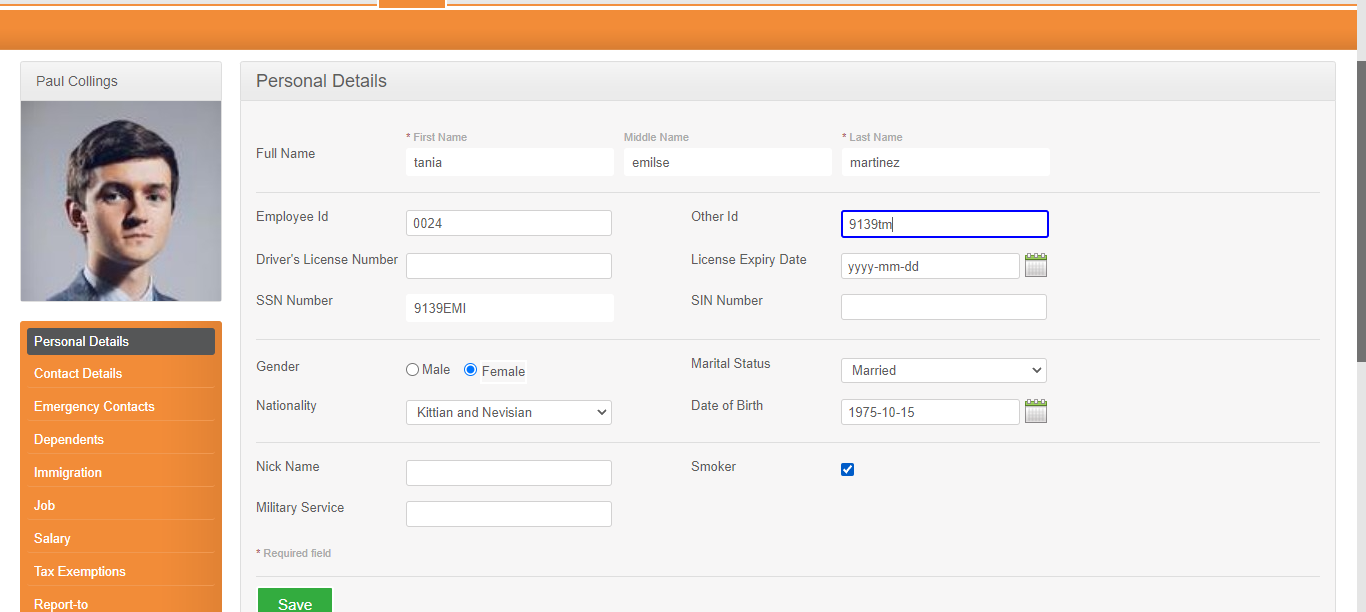 Paul Collings
Personal Details
Contact Details
Emergency Contacts
Dependents
Immigration
Job
Salary
Tax Exemptions
Report-to
Personal Details
* First Name Middle Name * Last Name
Full Name tania emilse martinez
Employee Id 0024 Other Id 9139tm
Driver's License Number License Expiry Date yyyy-mm-dd
SSN Number 9139EMI SIN Number
Gender Male Female Marital Status Married
Nationality Kittian and Nevisian Date of Birth 1975-10-15
Nick Name Smoker
Military Service
* Required field
Save